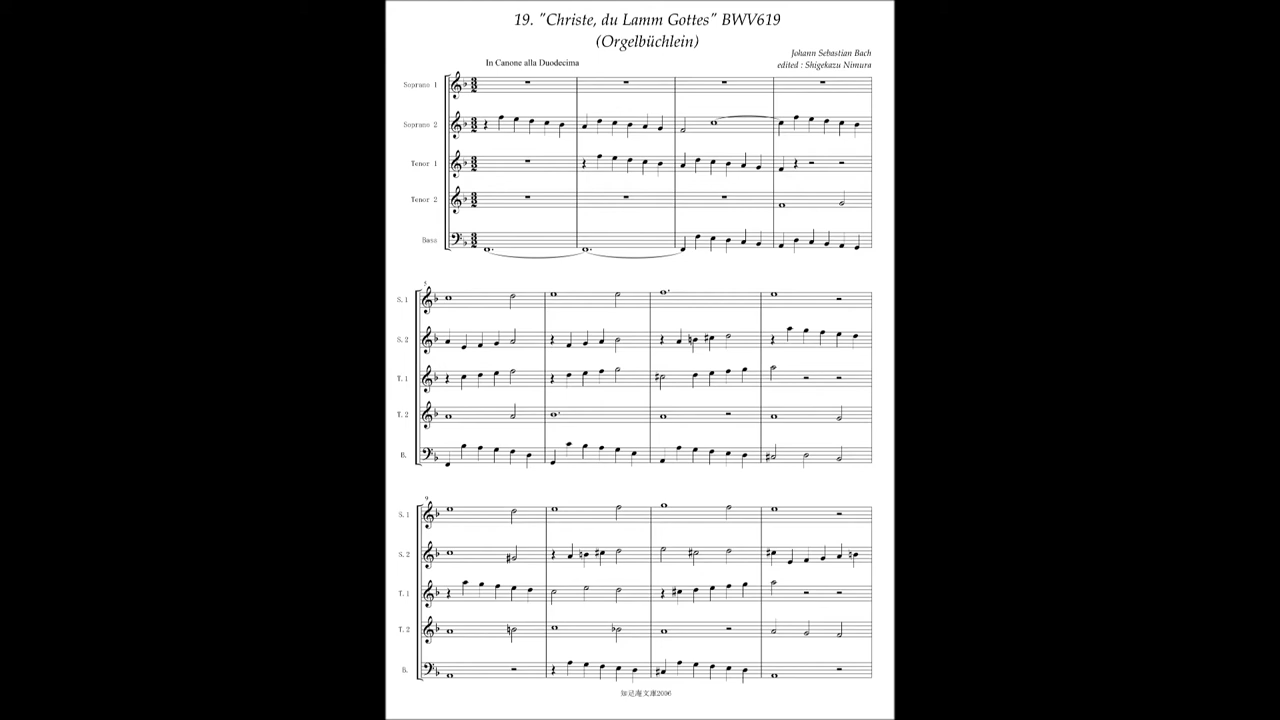 19. "Christe, du Lamm Gottes" BWV619
(Orgelbüchlein)
Johann Sebastian Bach
In Canone alla Duodecima
edited : Shigekazu Nimura
Soprano 1
Soprano 2
Tenor 1
Tenor 2
Bass
5
S. 1
S. 2
T. 1
T. 2
B.
9
S. 1
S. 2
T. 1
T. 2
B.
知足庵文庫2006